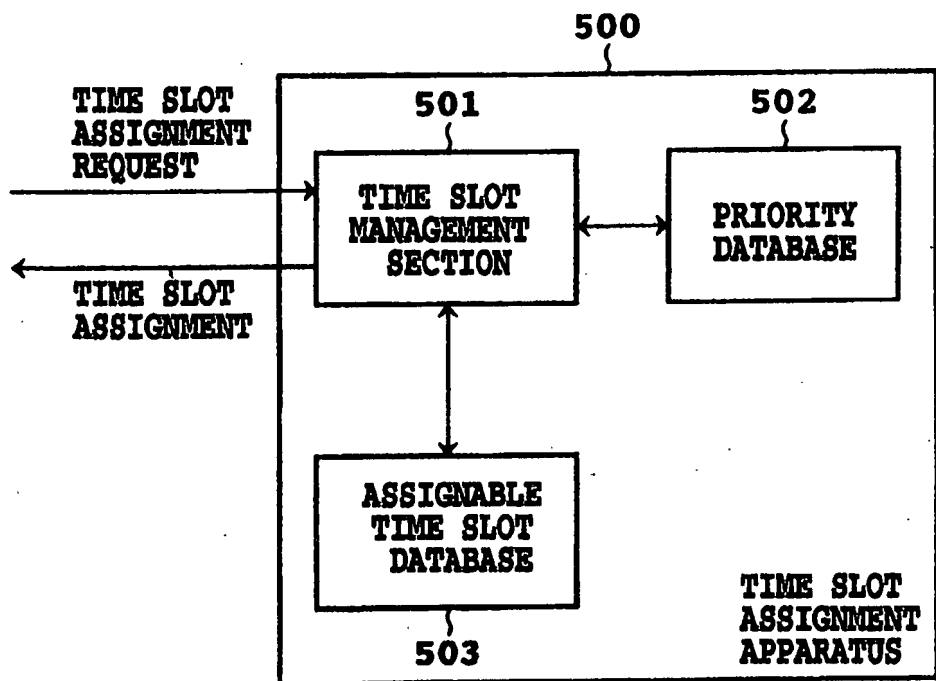 500
TIME SLOT
ASSIGNMENT
REQUEST
501
502
TIME SLOT
MANAGEMENT
SECTION
PRIORITY
DATABASE
TIME SLOT
ASSIGNMENT
ASSIGNABLE
TIME SLOT
DATABASE
503
TIME SLOT
ASSIGNMENT
APPARATUS